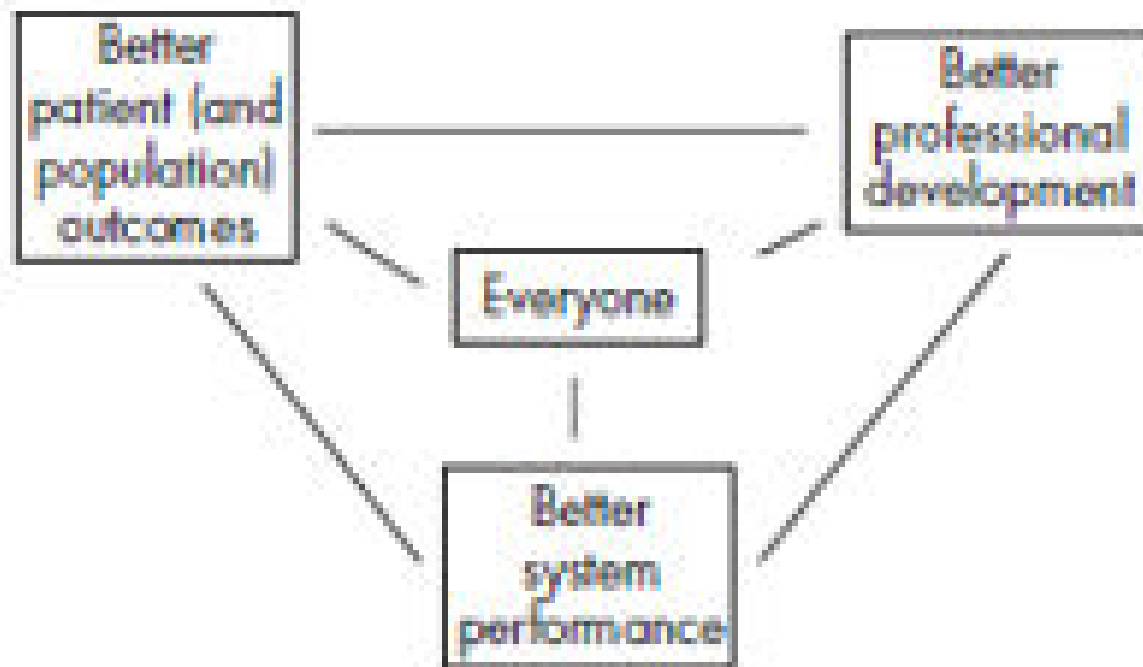 Better
patient (and
population)
outcomes
Better
professional
development
Everyone
Better
system
performance